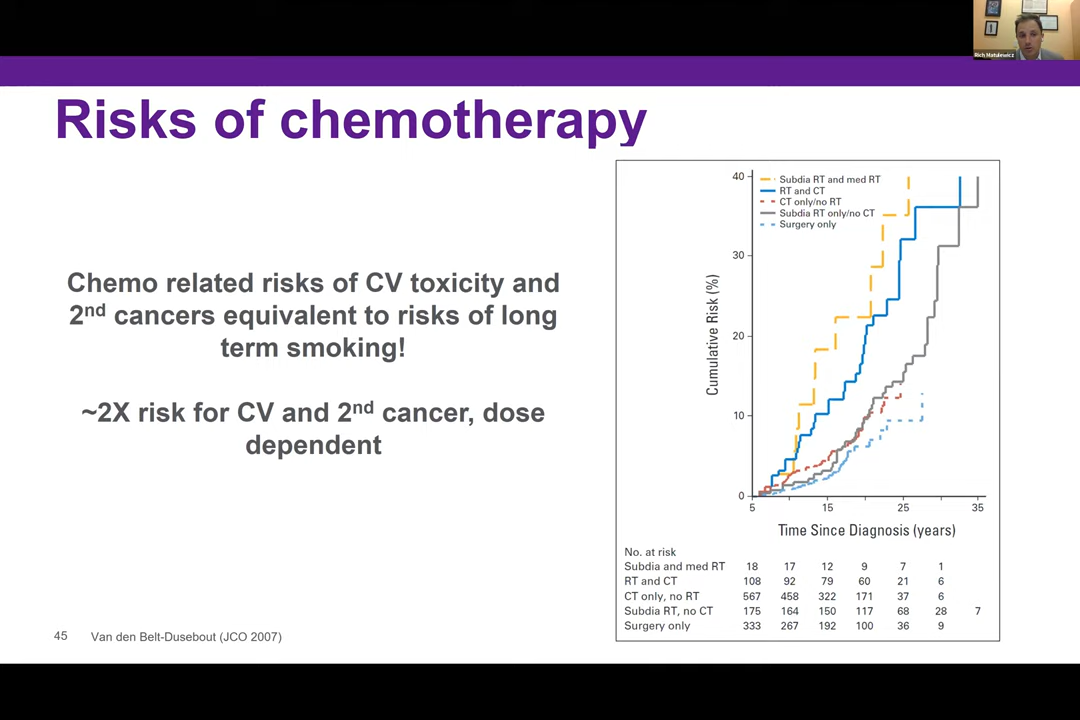 Rich Matulewicz
Risks of chemotherapy
Chemo related risks of CV toxicity and
2nd cancers equivalent to risks of long
term smoking!
~2X risk for CV and 2nd cancer, dose
dependent
Subdia RT and med RT
RT and CT
CT only/no RT
Subdia RT only/no CT
Surgery only
Cumulative Risk (%)
40
30
20
10
0
5 15 25 35
Time Since Diagnosis (years)
No. at risk
Subdia and med RT 18 17 12 9 7 1
RT and CT 108 92 79 60 21 6
CT only, no RT 567 458 322 171 37 6
Subdia RT, no CT 175 164 150 117 68 28 7
Surgery only 333 267 192 100 36 9
45 Van den Belt-Dusebout (JCO 2007)